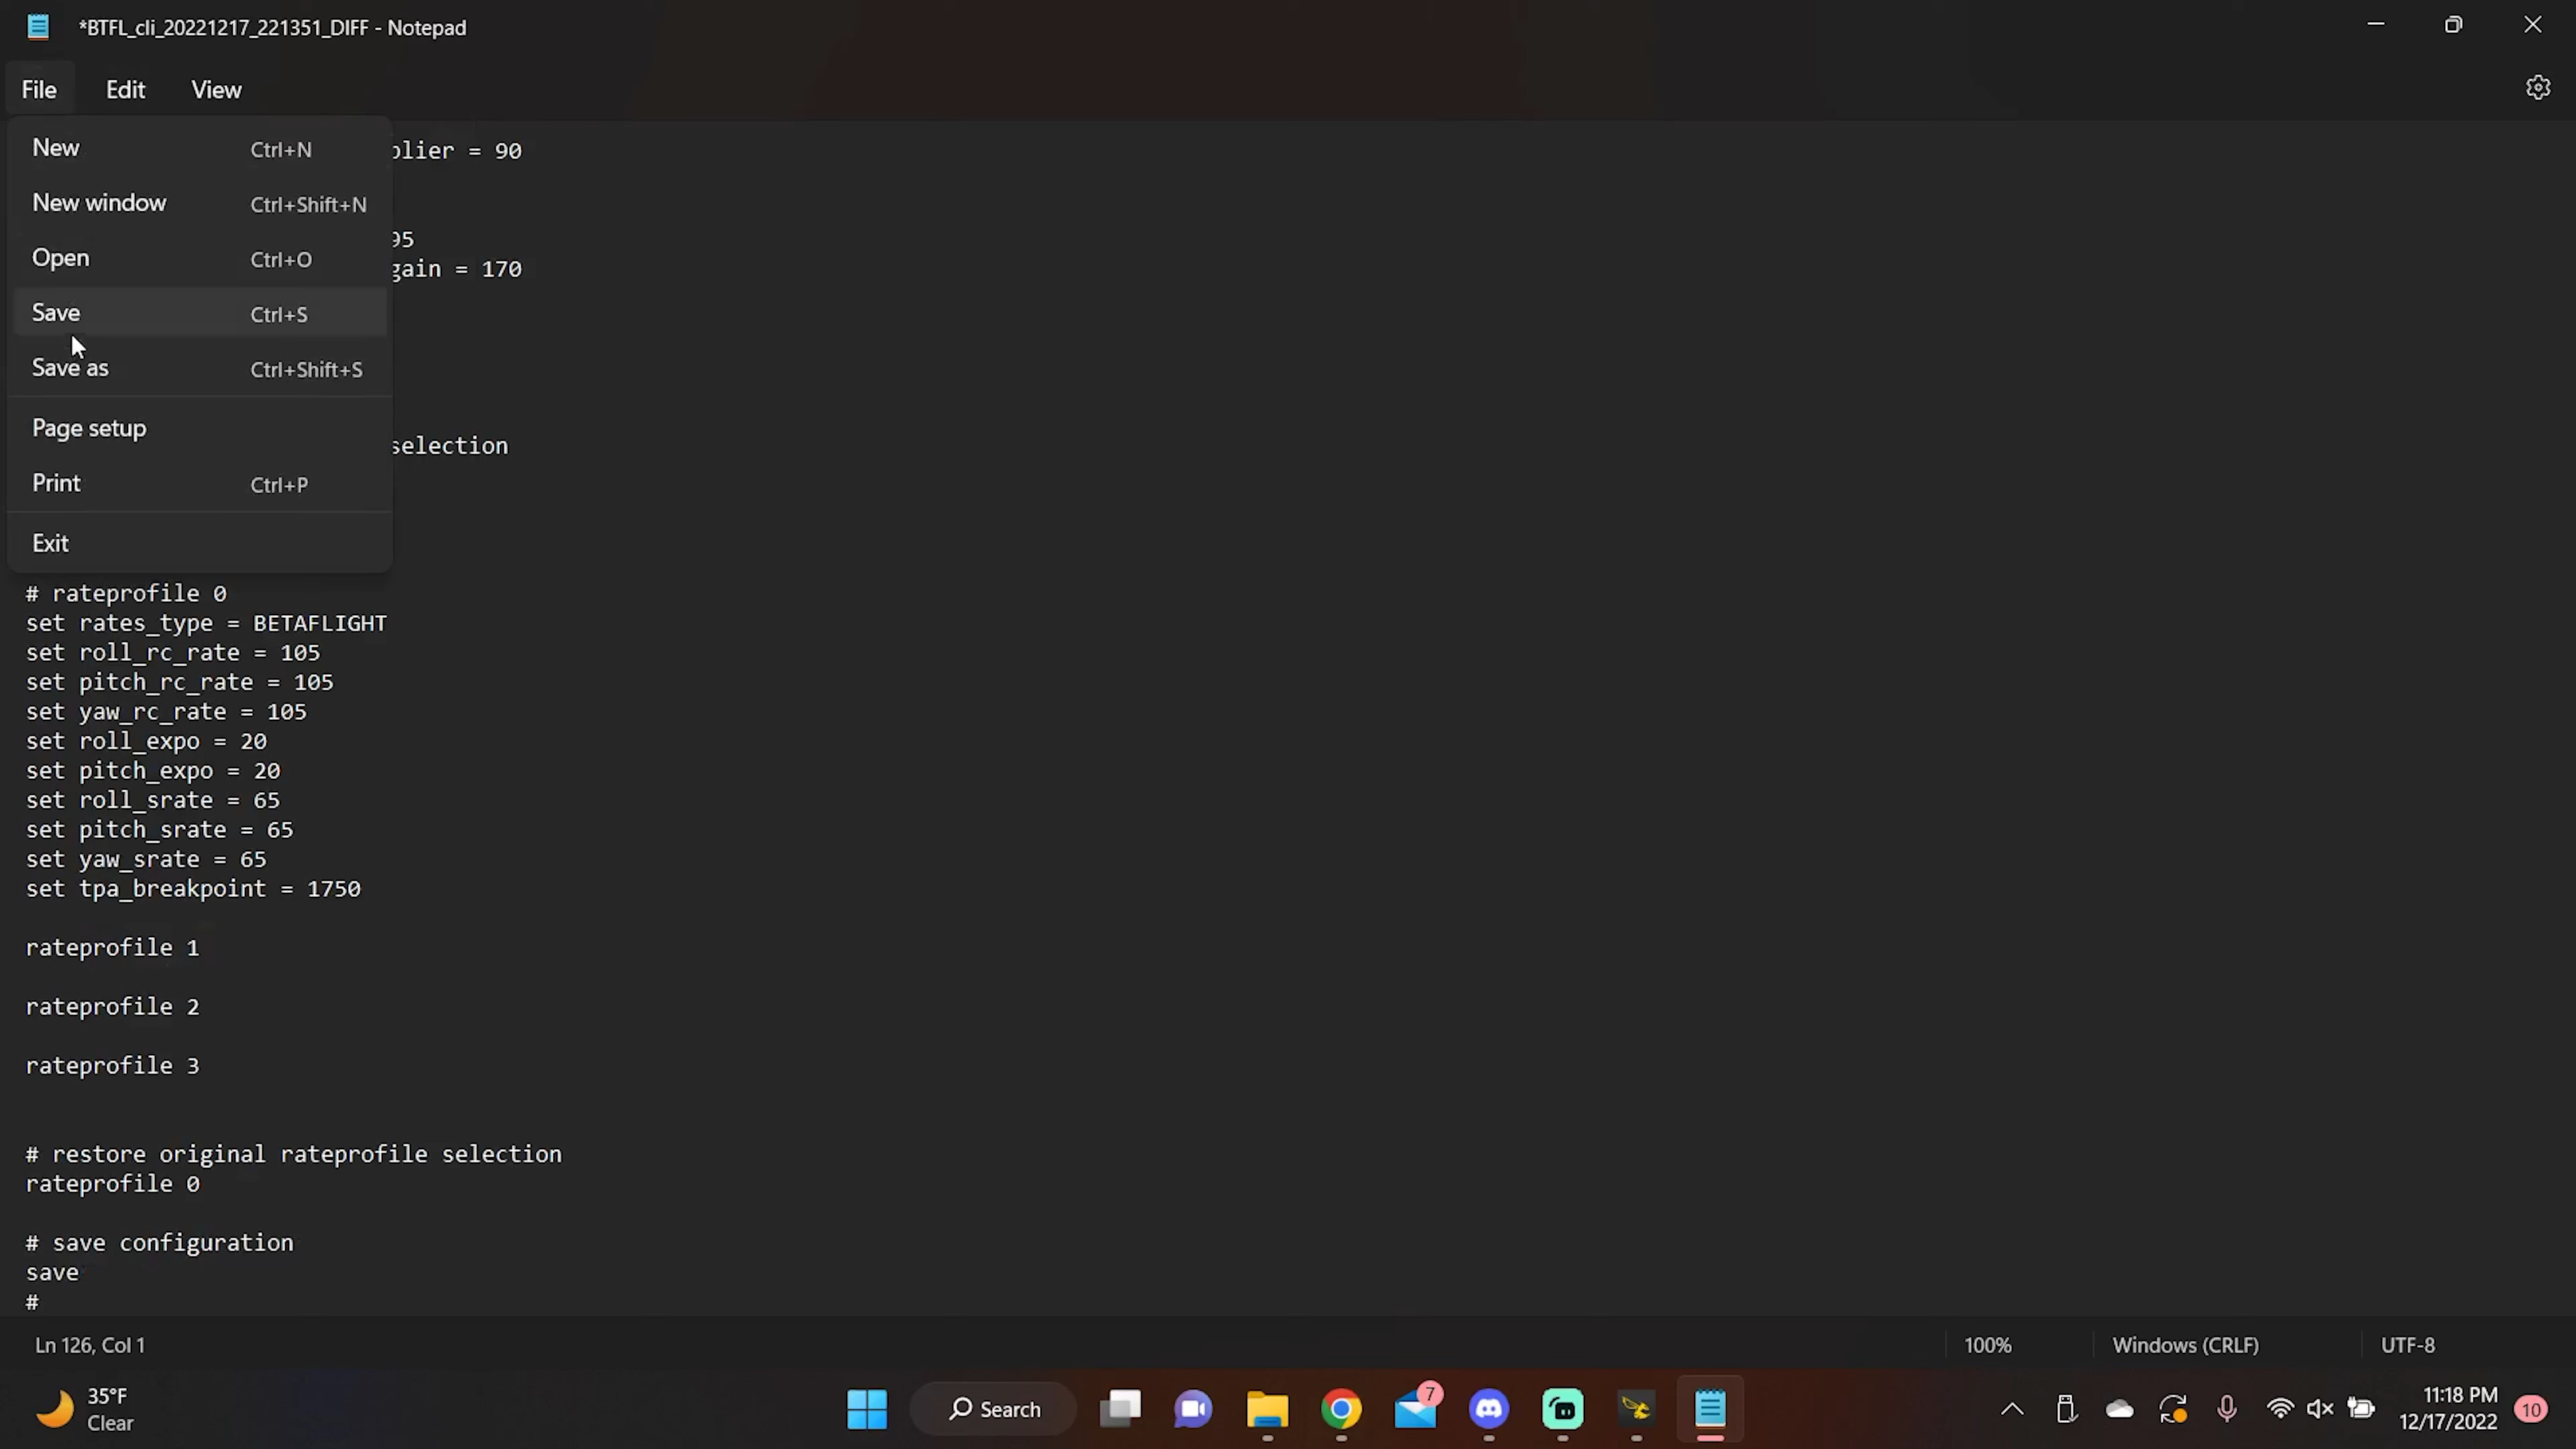 *BTFL_cli_20221217_221351_DIFF - Notepad
File Edit View
New Ctrl+N
New window Ctrl+Shift+N
Open Ctrl+O
Save Ctrl+S
Save as Ctrl+Shift+S
Page setup
Print Ctrl+P
Exit
plier = 90
95
gain = 170
selection
# rateprofile 0
set rates_type = BETAFLIGHT
set roll_rc_rate = 105
set pitch_rc_rate = 105
set yaw_rc_rate = 105
set roll_expo = 20
set pitch_expo = 20
set roll_srate = 65
set pitch_srate = 65
set yaw_srate = 65
set tpa_breakpoint = 1750
rateprofile 1
rateprofile 2
rateprofile 3
# restore original rateprofile selection
rateprofile 0
# save configuration
save
#
Ln 126, Col 1 100% Windows (CRLF) UTF-8
35°F
Clear
Search
7
11:18 PM
12/17/2022
10